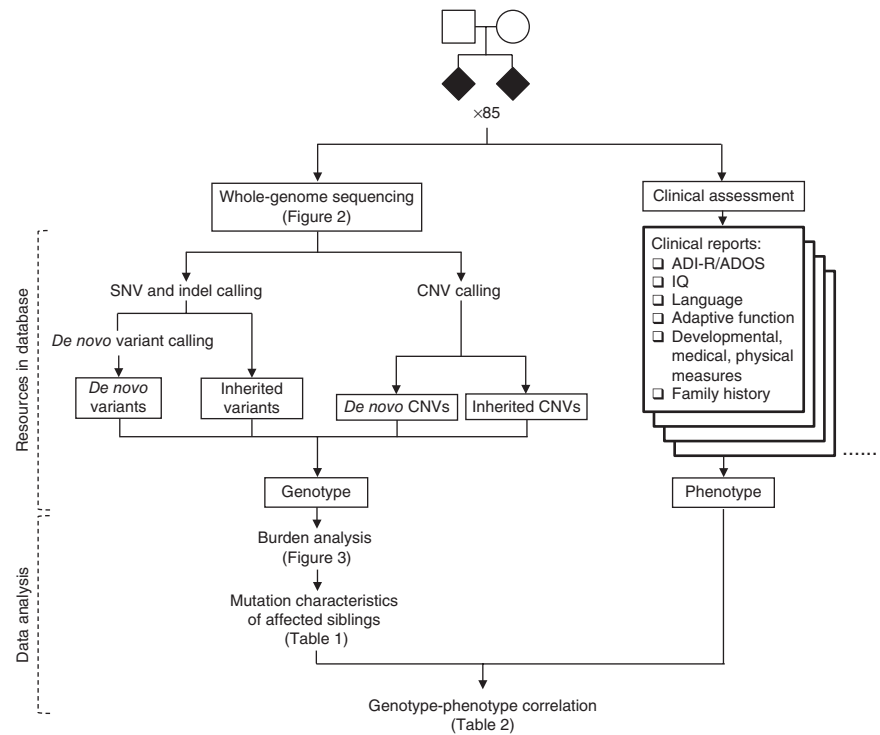 ×85
Whole-genome sequencing
(Figure 2)
Clinical assessment
Resources in database
SNV and indel calling
CNV calling
De novo variant calling
De novo
variants
Inherited
variants
De novo CNVs
Inherited CNVs
Clinical reports:
❑ ADI-R/ADOS
❑ IQ
❑ Language
❑ Adaptive function
❑ Developmental,
medical, physical
measures
❑ Family history
......
Genotype
Phenotype
Data analysis
Burden analysis
(Figure 3)
Mutation characteristics
of affected siblings
(Table 1)
Genotype-phenotype correlation
(Table 2)